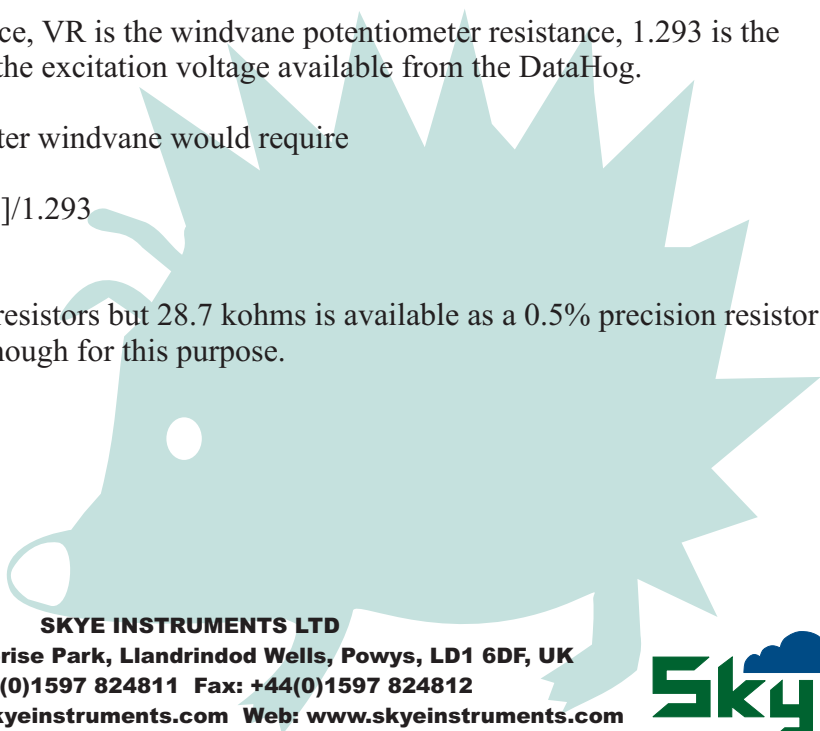 ce, VR is the windvane potentiometer resistance, 1.293 is the
the excitation voltage available from the DataHog.
ter windvane would require
]/1.293
resistors but 28.7 kohms is available as a 0.5% precision resistor
nough for this purpose.
SKYE INSTRUMENTS LTD
rise Park, Llandrindod Wells, Powys, LD1 6DF, UK
(0)1597 824811 Fax: +44(0)1597 824812
kyeinstruments.com Web: www.skyeinstruments.com
Sky